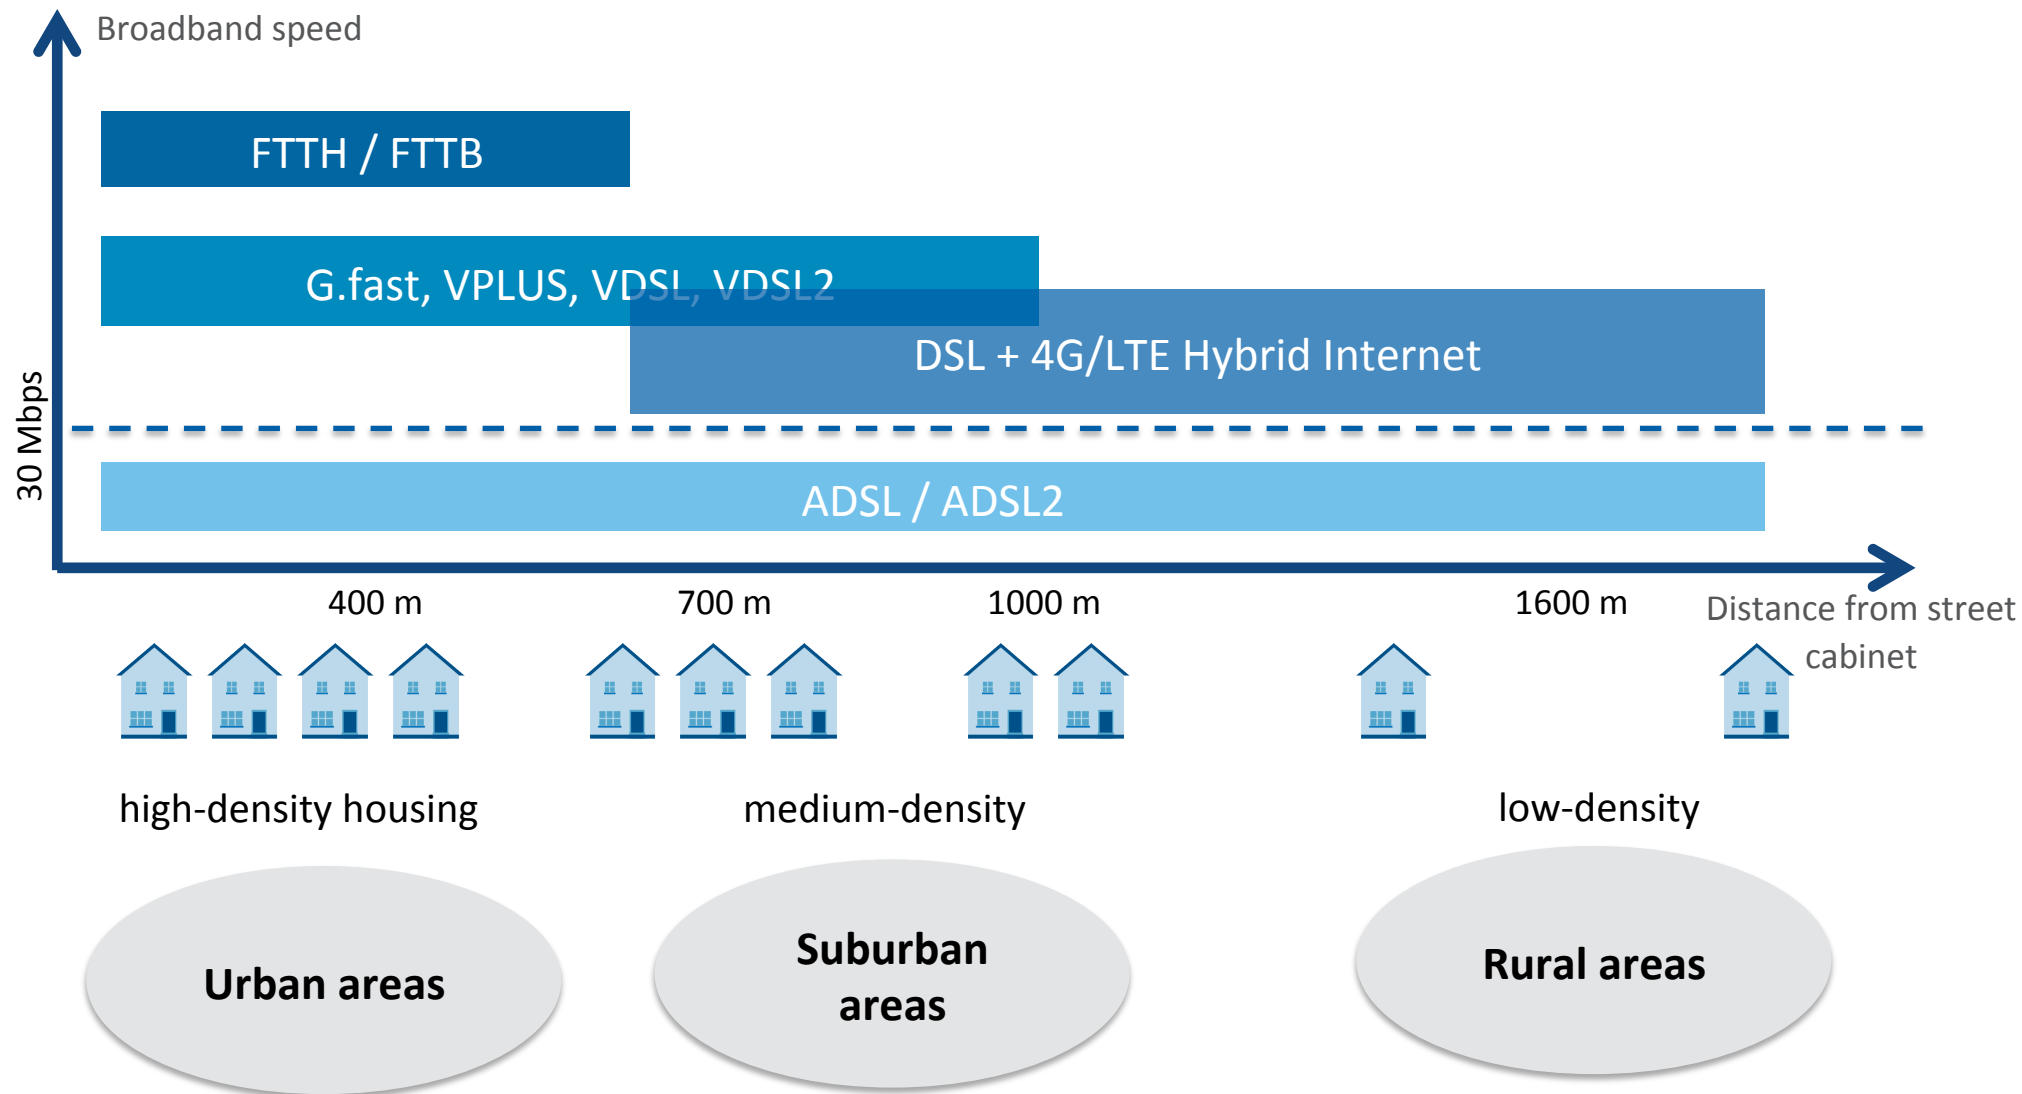 Broadband speed
FTTH / FTTB
G.fast, VPLUS, VDSL, VDSL2
DSL + 4G/LTE Hybrid Internet
30 Mbps
ADSL / ADSL2
400 m
700 m
1000 m
1600 m
Distance from street
cabinet
high-density housing
medium-density
low-density
Urban areas
Suburban
areas
Rural areas